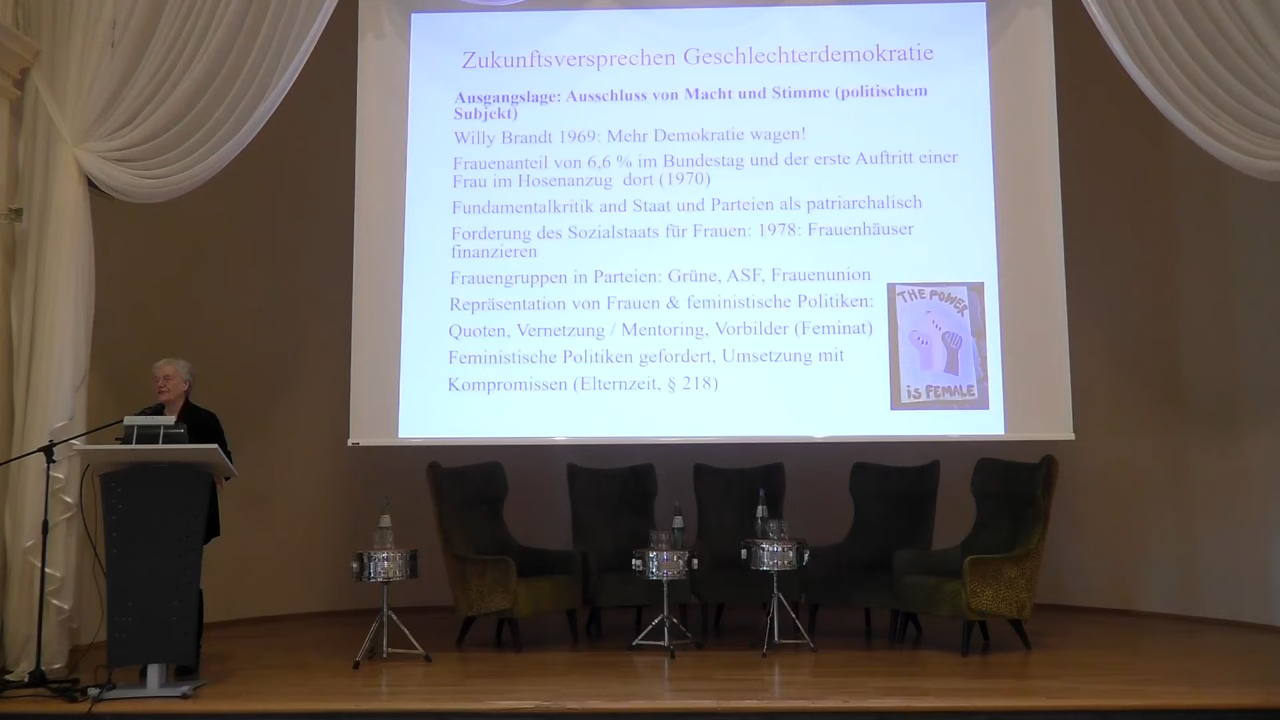 Zukunftsversprechen Geschlechterdemokratie
Ausgangslage: Ausschluss von Macht und Stimme (politischem
Subjekt)
Willy Brandt 1969: Mehr Demokratie wagen!
Frauenanteil von 6,6 % im Bundestag und der erste Auftritt einer
Frau im Hosenanzug dort (1970)
Fundamentalkritik and Staat und Parteien als patriarchalisch
Forderung des Sozialstaats für Frauen: 1978: Frauenhäuser
finanzieren
Frauengruppen in Parteien: Grüne, ASF, Frauenunion
Repräsentation von Frauen & feministische Politiken:
Quoten, Vernetzung / Mentoring, Vorbilder (Feminat)
Feministische Politiken gefordert, Umsetzung mit
Kompromissen (Elternzeit, § 218)
THE POWER
iS FEMALE